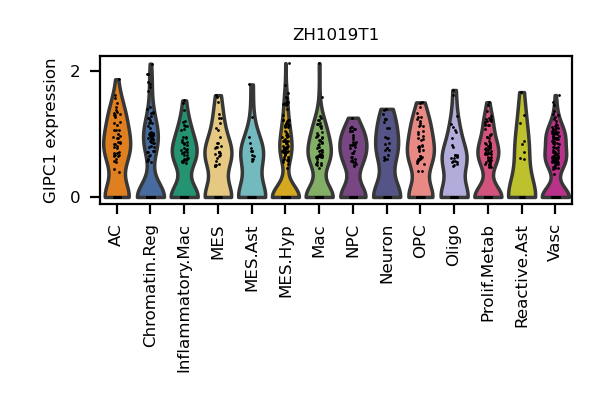 ZH1019T1
GIPC1 expression
2
0
AC
Chromatin.Reg
Inflammatory.Mac
MES
MES.Ast
MES.Hyp
Mac
NPC
Neuron
OPC
Oligo
Prolif.Metab
Reactive.Ast
Vasc